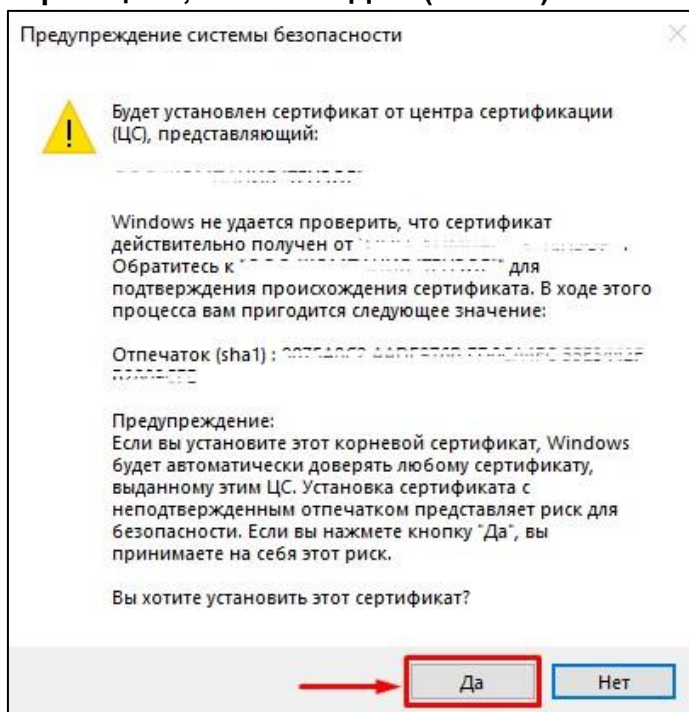 Предупреждение системы безопасности
Будет установлен сертификат от центра сертификации
(ЦС), представляющий:
Windows не удается проверить, что сертификат
действительно получен от
Обратитесь к для
подтверждения происхождения сертификата. В ходе этого
процесса вам пригодится следующее значение:
Отпечаток (sha1) :
Предупреждение:
Если вы установите этот корневой сертификат, Windows
будет автоматически доверять любому сертификату,
выданному этим ЦС. Установка сертификата с
неподтвержденным отпечатком представляет риск для
безопасности. Если вы нажмете кнопку "Да", вы
принимаете на себя этот риск.
Вы хотите установить этот сертификат?
Да
Нет